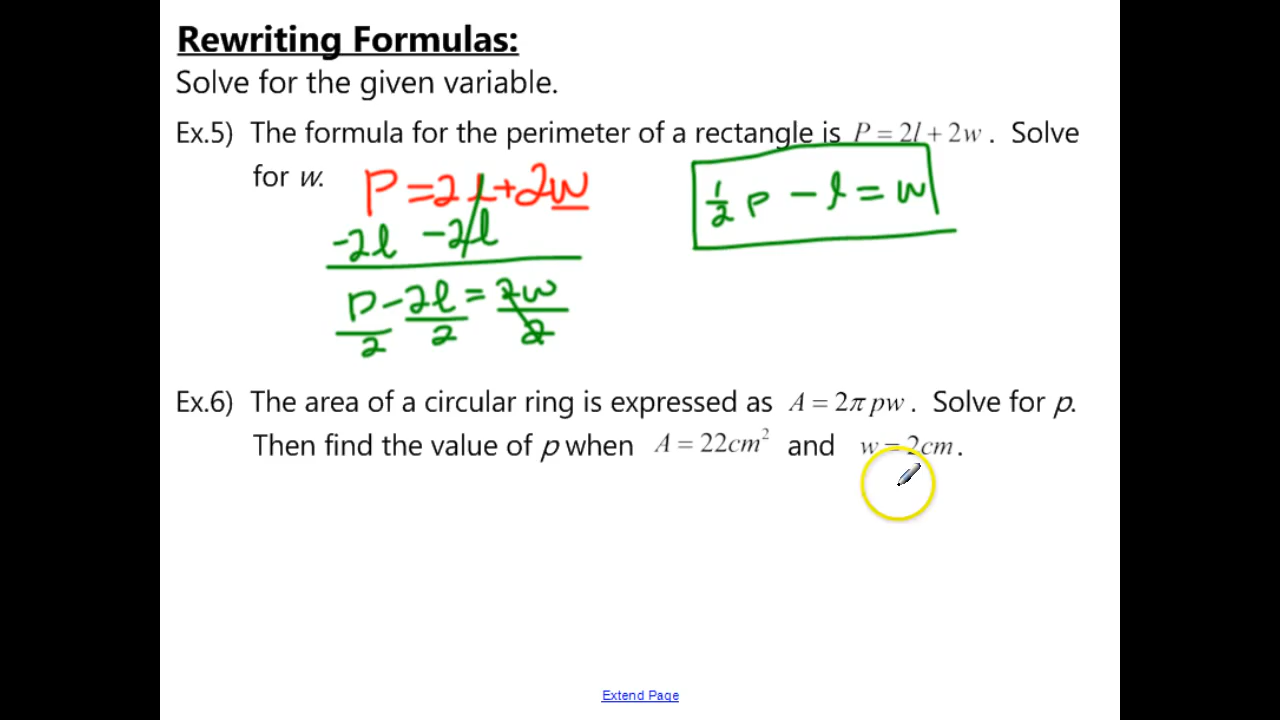 Rewriting Formulas:
Solve for the given variable.
Ex.5) The formula for the perimeter of a rectangle is P = 2l + 2w . Solve
for w.
P = 2l + 2w
-2l -2l
P - 2l = 2w
2 2 2
1/2 P - l = w
Ex.6) The area of a circular ring is expressed as A = 2π pw . Solve for p.
Then find the value of p when A = 22cm² and w = 2cm .
Extend Page